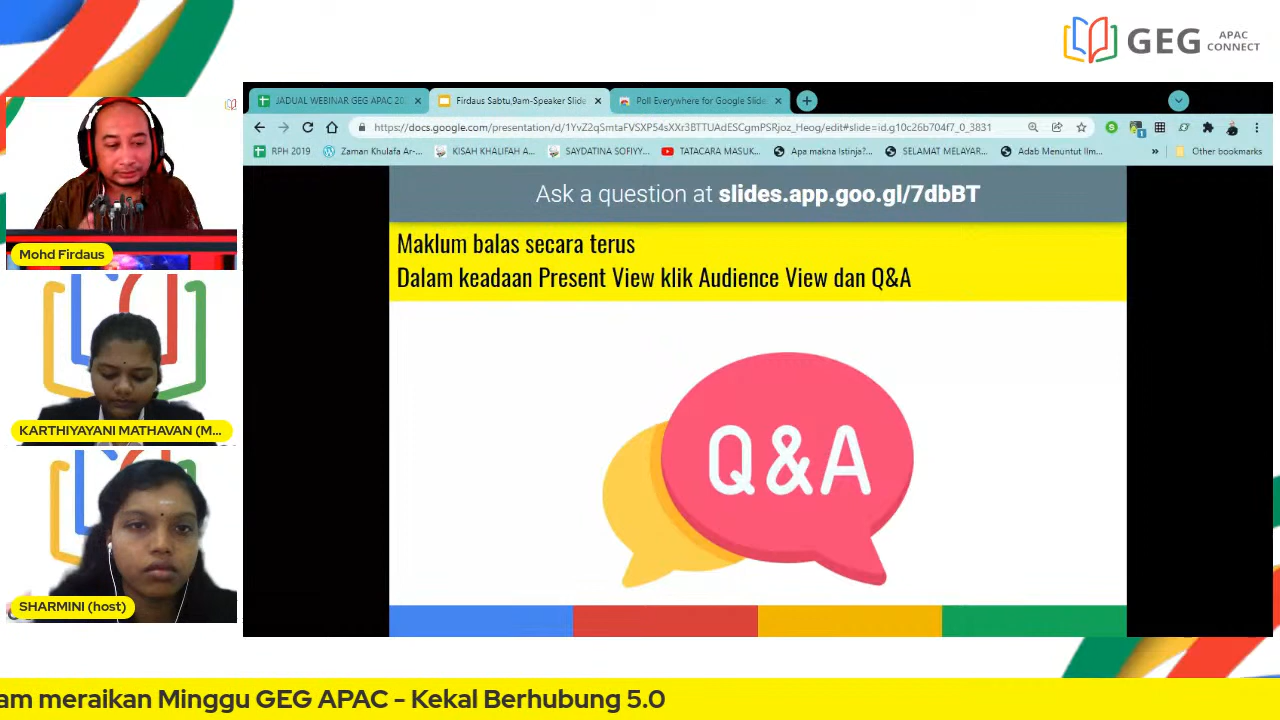 GEG APAC CONNECT
JADUAL WEBINAR GEG APAC 20
Firdaus Sabtu,9am-Speaker Slide
Poll Everywhere for Google Slide
https://docs.google.com/presentation/d/1YvZ2qSmtaFVSXP54sXXr3BTTUAdESCgmPSRjoz_Heog/edit#slide=id.g10c26b704f7_0_3831
RPH 2019
Zaman Khulafa Ar-...
KISAH KHALIFAH A...
SAYDATINA SOFIYY...
TATACARA MASUK...
Apa makna Istinja?...
SELAMAT MELAYAR...
Adab Menuntut Ilm...
»
Other bookmarks
Ask a question at slides.app.goo.gl/7dbBT
Maklum balas secara terus
Dalam keadaan Present View klik Audience View dan Q&A
Q&A
Mohd Firdaus
KARTHIYAYANI MATHAVAN (M...
SHARMINI (host)
am meraikan Minggu GEG APAC - Kekal Berhubung 5.0